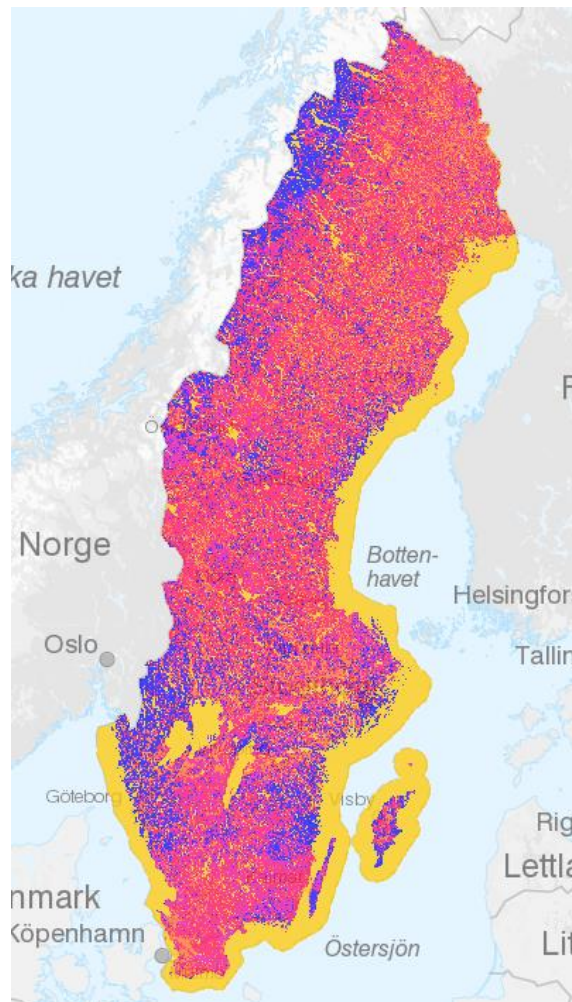 ka havet
F
Norge
Botten-
havet
Helsingfor
Oslo
Tallin
Göteborg
Visby
Rig
Lettla
nmark
Köpenhamn
Östersjön
Lit